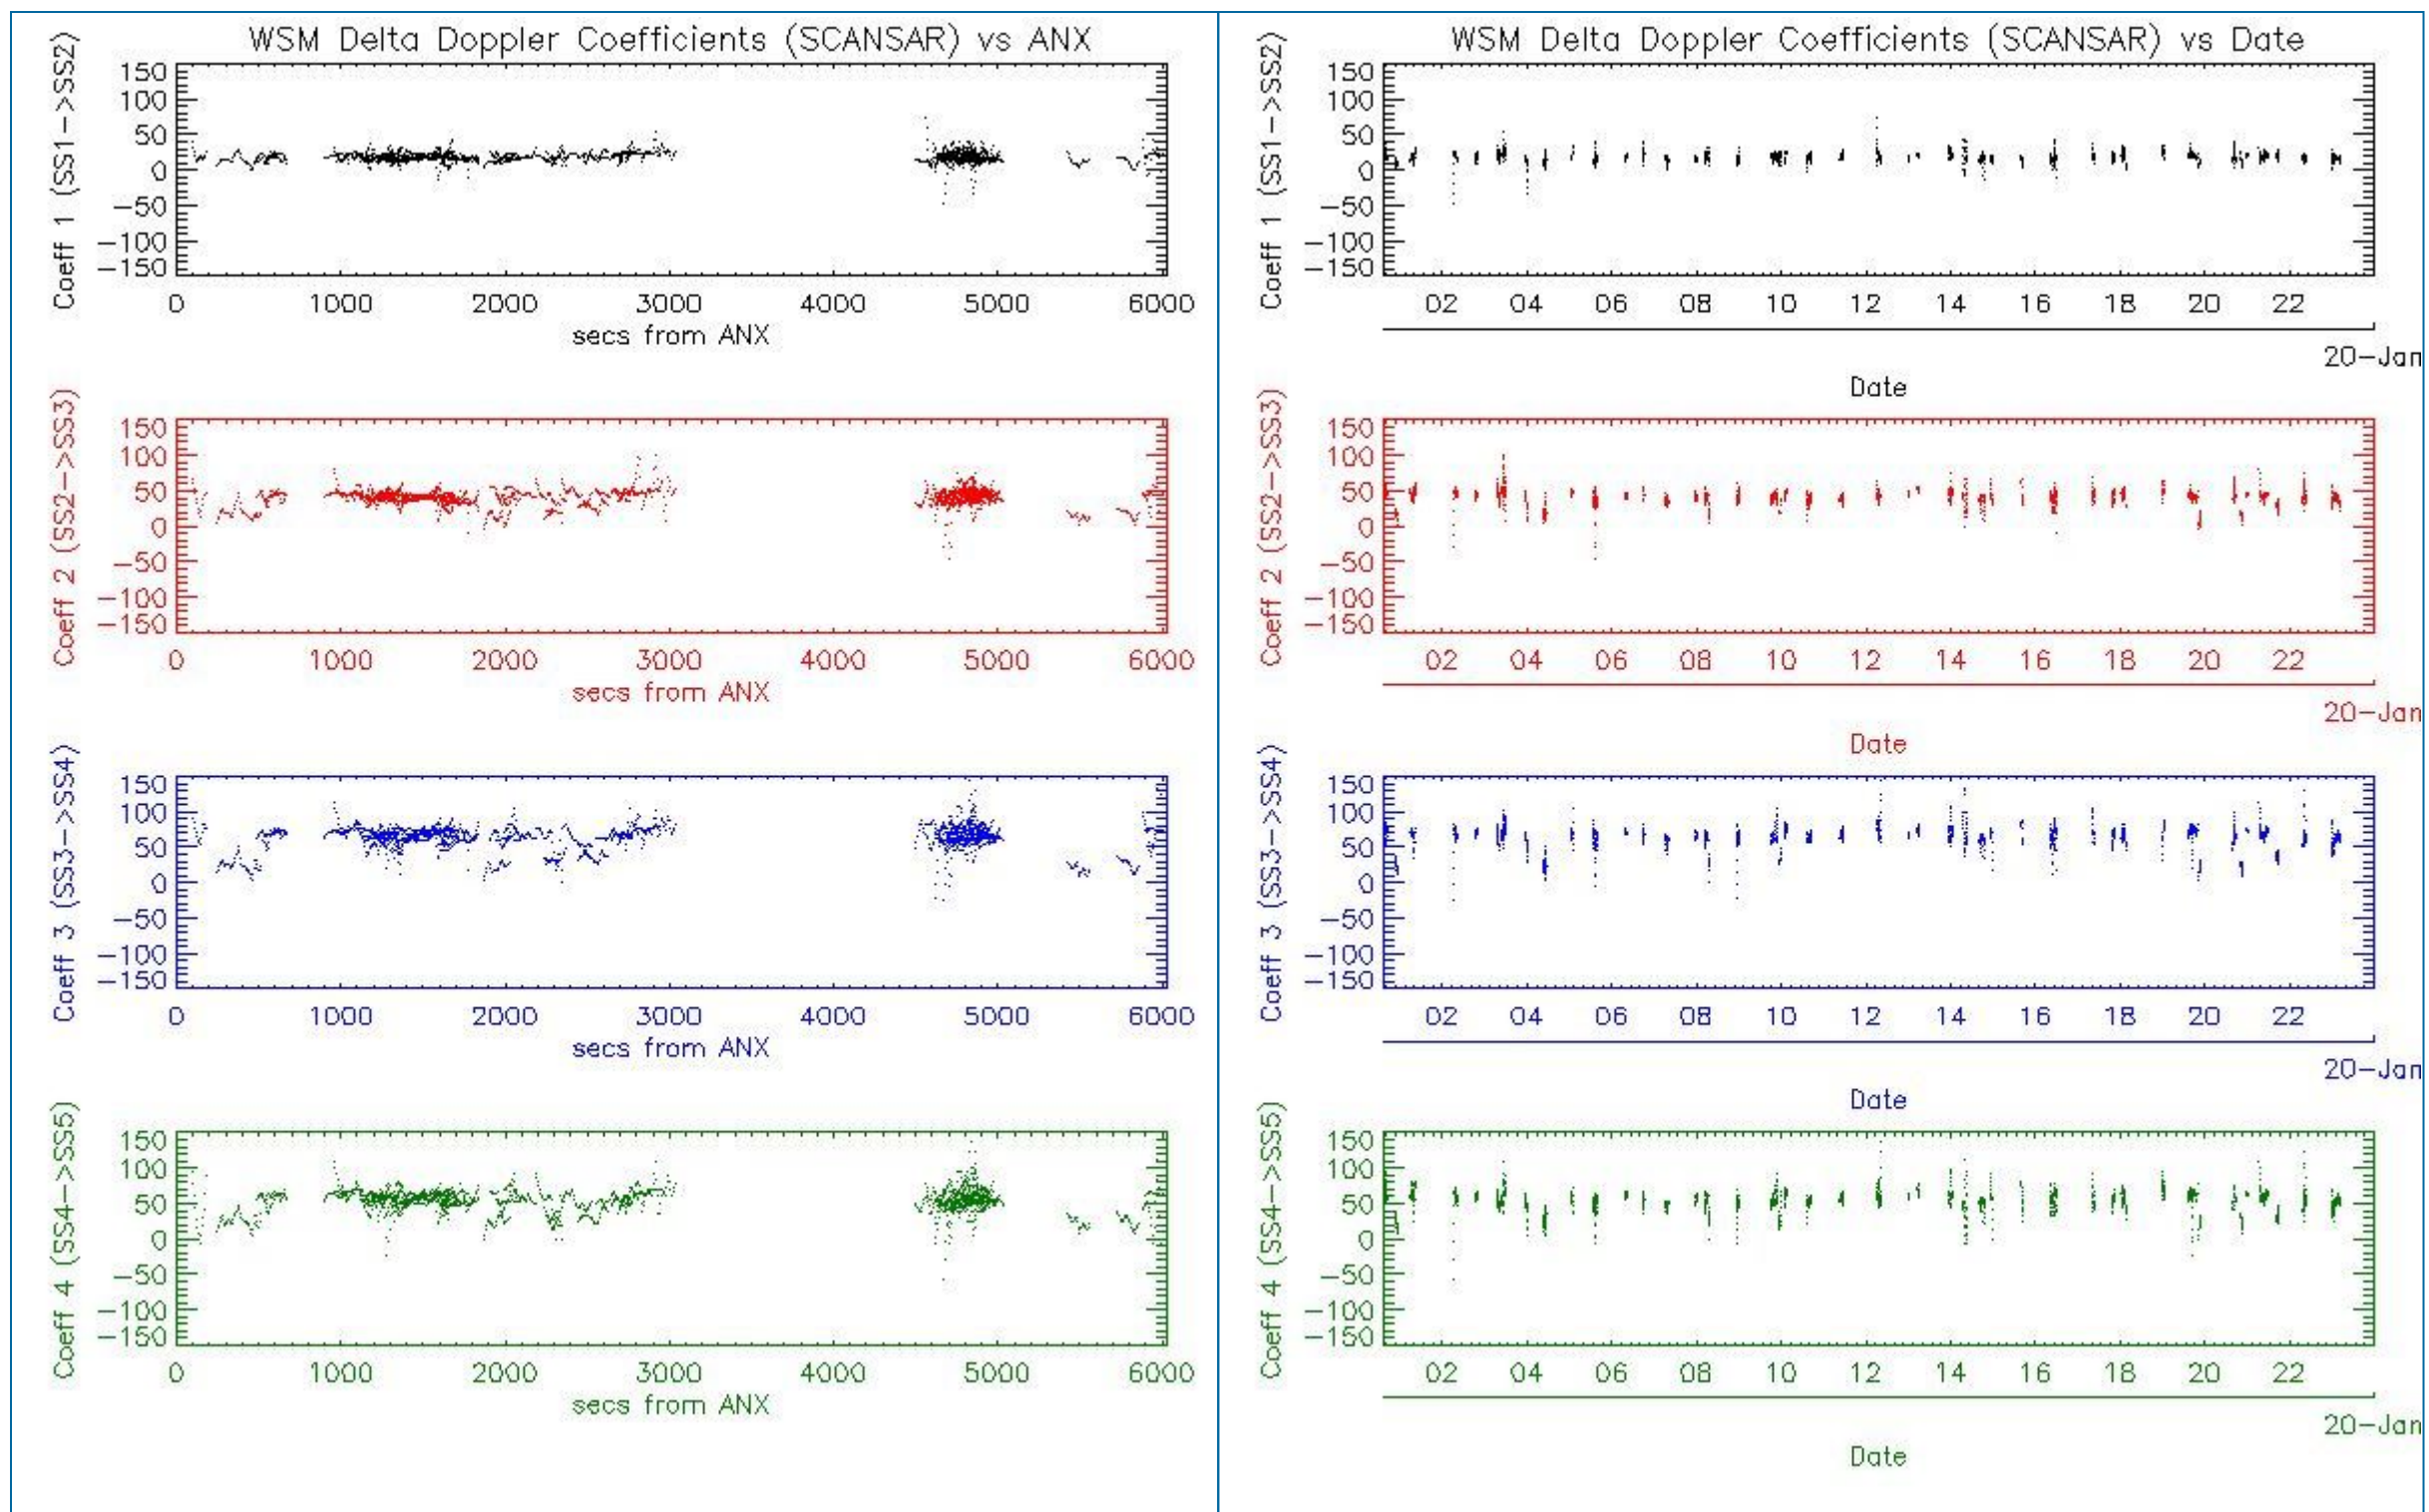 WSM Delta Doppler Coefficients (SCANSAR) vs ANX
Coeff 1 (SS1->SS2)
150
100
50
0
-50
-100
-150
0 1000 2000 3000 4000 5000 6000
secs from ANX
Coeff 2 (SS2->SS3)
150
100
50
0
-50
-100
-150
0 1000 2000 3000 4000 5000 6000
secs from ANX
Coeff 3 (SS3->SS4)
150
100
50
0
-50
-100
-150
0 1000 2000 3000 4000 5000 6000
secs from ANX
Coeff 4 (SS4->SS5)
150
100
50
0
-50
-100
-150
0 1000 2000 3000 4000 5000 6000
secs from ANX
WSM Delta Doppler Coefficients (SCANSAR) vs Date
Coeff 1 (SS1->SS2)
150
100
50
0
-50
-100
-150
02 04 06 08 10 12 14 16 18 20 22
20-Jan
Date
Coeff 2 (SS2->SS3)
150
100
50
0
-50
-100
-150
02 04 06 08 10 12 14 16 18 20 22
20-Jan
Date
Coeff 3 (SS3->SS4)
150
100
50
0
-50
-100
-150
02 04 06 08 10 12 14 16 18 20 22
20-Jan
Date
Coeff 4 (SS4->SS5)
150
100
50
0
-50
-100
-150
02 04 06 08 10 12 14 16 18 20 22
20-Jan
Date